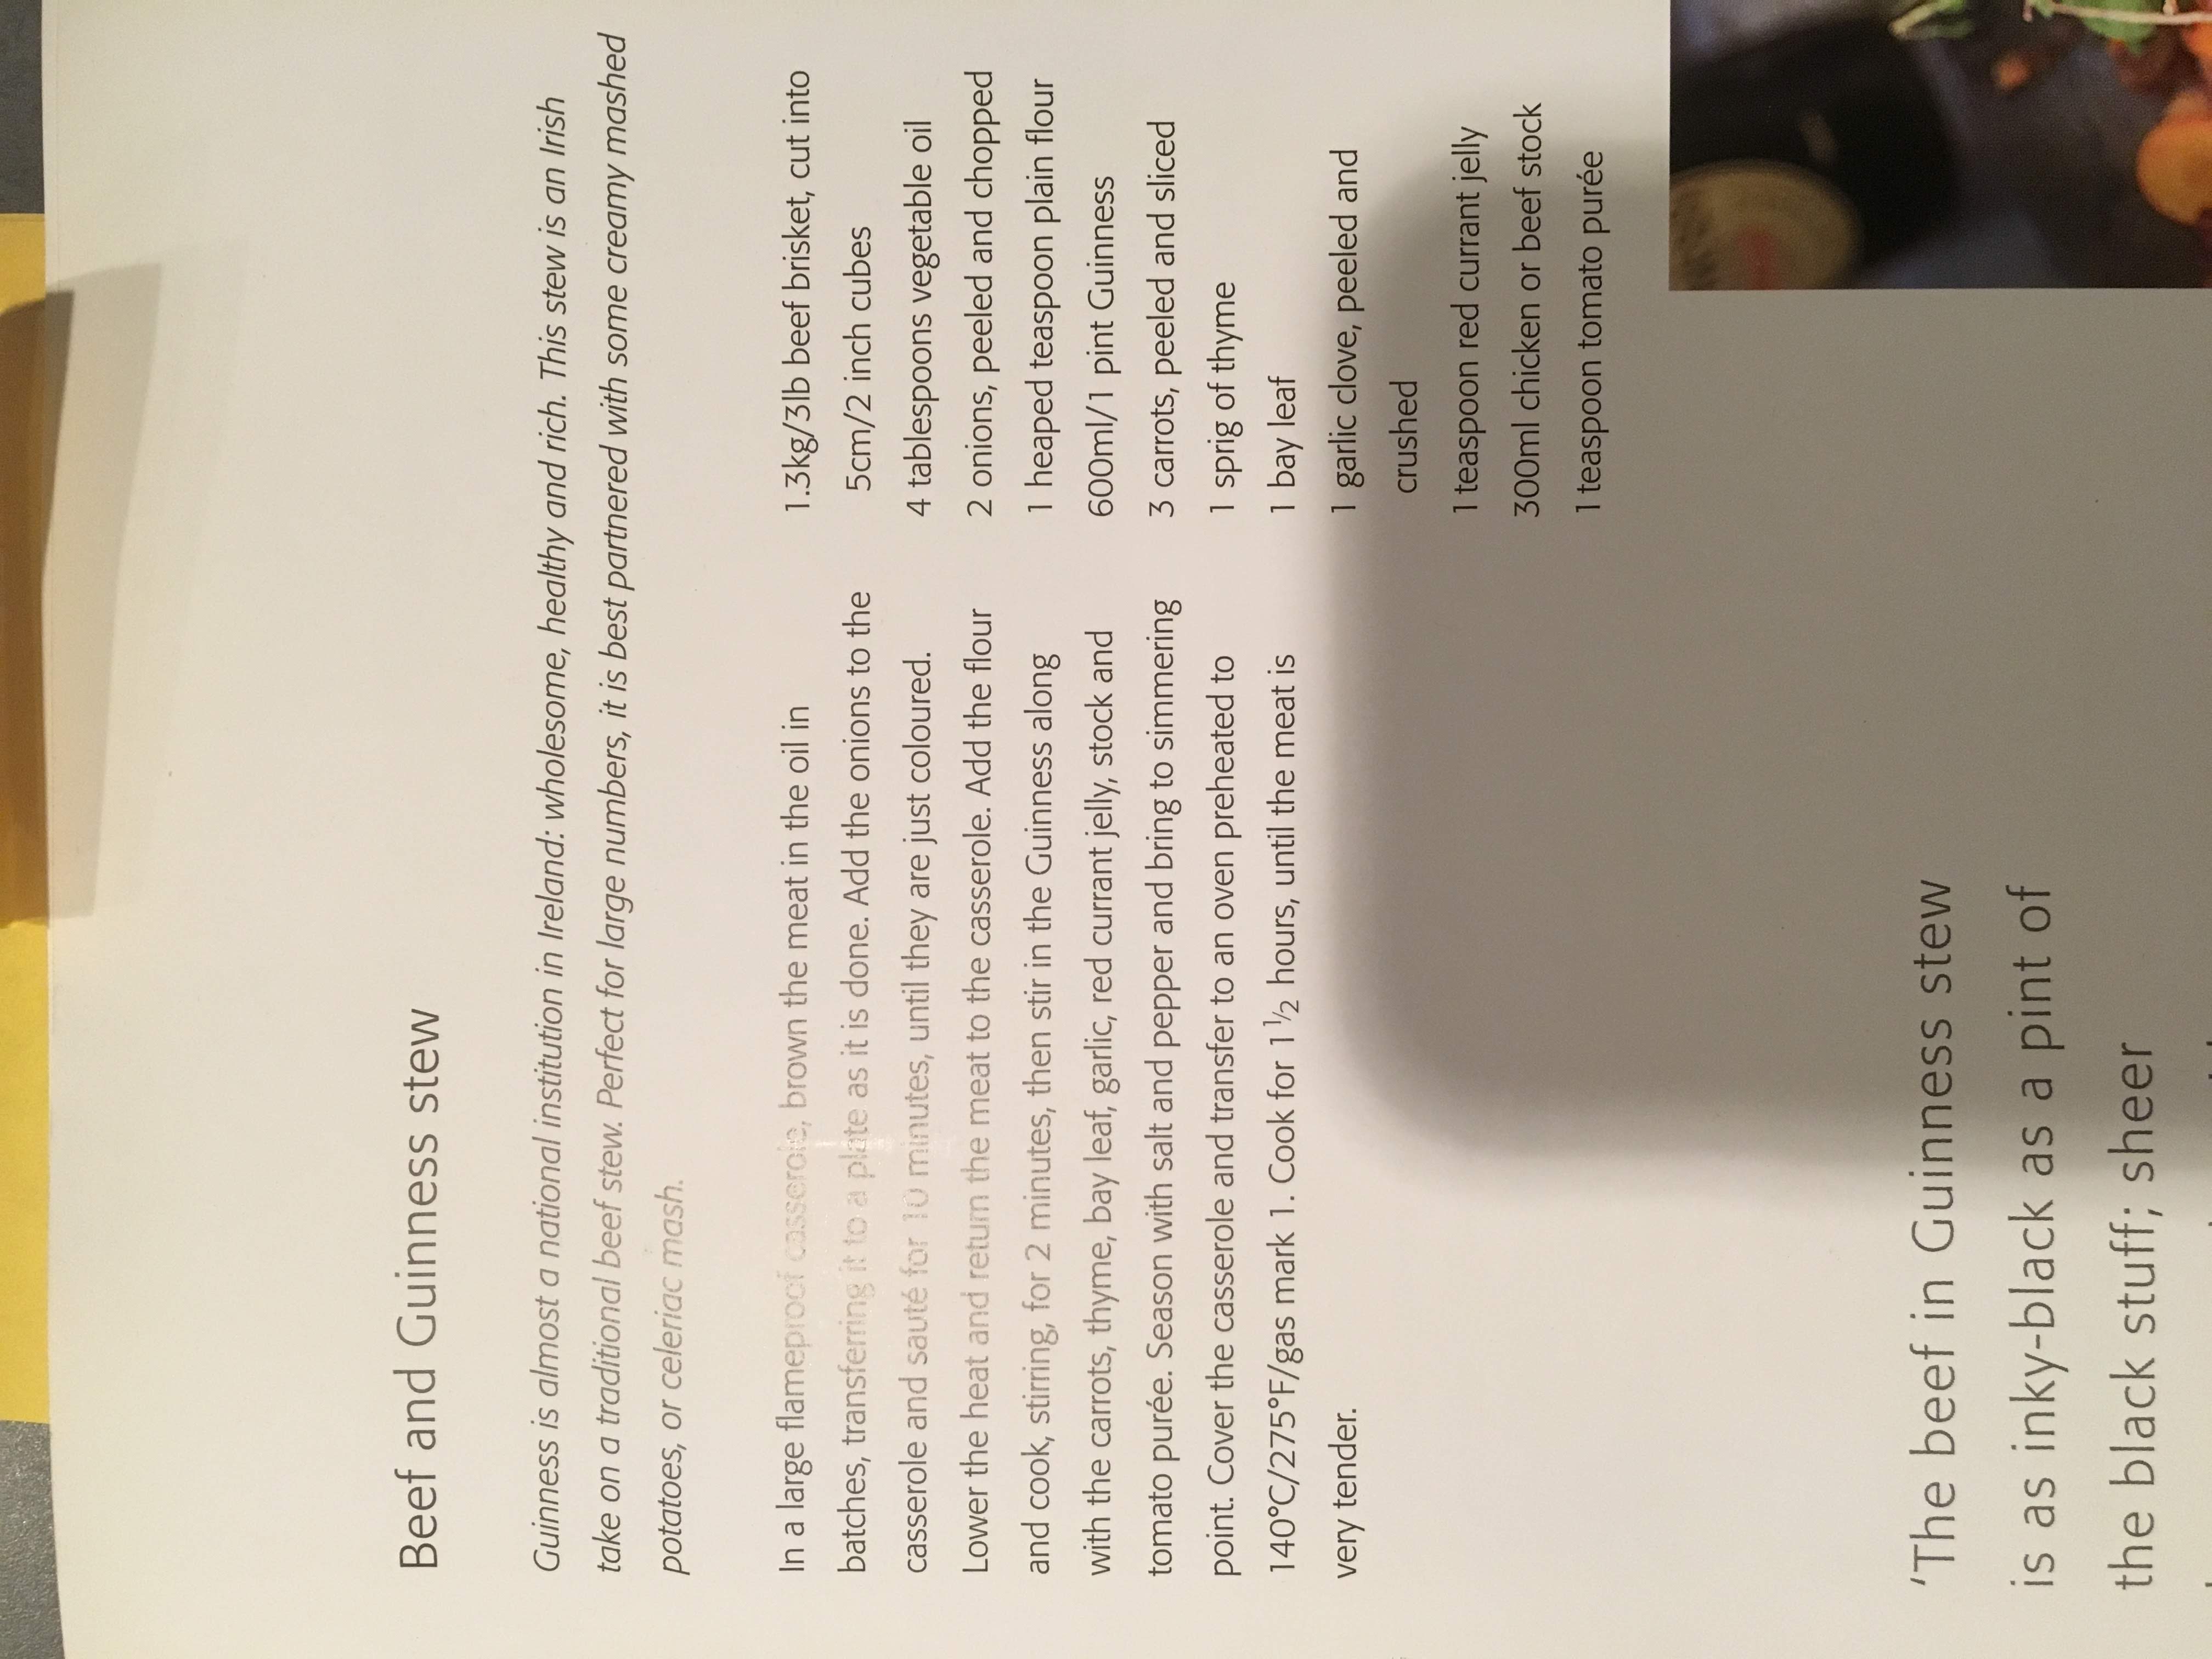 Beef and Guinness stew
Guinness is almost a national institution in Ireland: wholesome, healthy and rich. This stew is an Irish
take on a traditional beef stew. Perfect for large numbers, it is best partnered with some creamy mashed
potatoes, or celeriac mash.
In a large flameproof casserole, brown the meat in the oil in
batches, transferring it to a plate as it is done. Add the onions to the
casserole and sauté for 10 minutes, until they are just coloured.
Lower the heat and return the meat to the casserole. Add the flour
and cook, stirring, for 2 minutes, then stir in the Guinness along
with the carrots, thyme, bay leaf, garlic, red currant jelly, stock and
tomato purée. Season with salt and pepper and bring to simmering
point. Cover the casserole and transfer to an oven preheated to
140°C/275°F/gas mark 1. Cook for 1½ hours, until the meat is
very tender.
1.3kg/3lb beef brisket, cut into
5cm/2 inch cubes
4 tablespoons vegetable oil
2 onions, peeled and chopped
1 heaped teaspoon plain flour
600ml/1 pint Guinness
3 carrots, peeled and sliced
1 sprig of thyme
1 bay leaf
1 garlic clove, peeled and
crushed
1 teaspoon red currant jelly
300ml chicken or beef stock
1 teaspoon tomato purée
‘The beef in Guinness stew
is as inky-black as a pint of
the black stuff; sheer